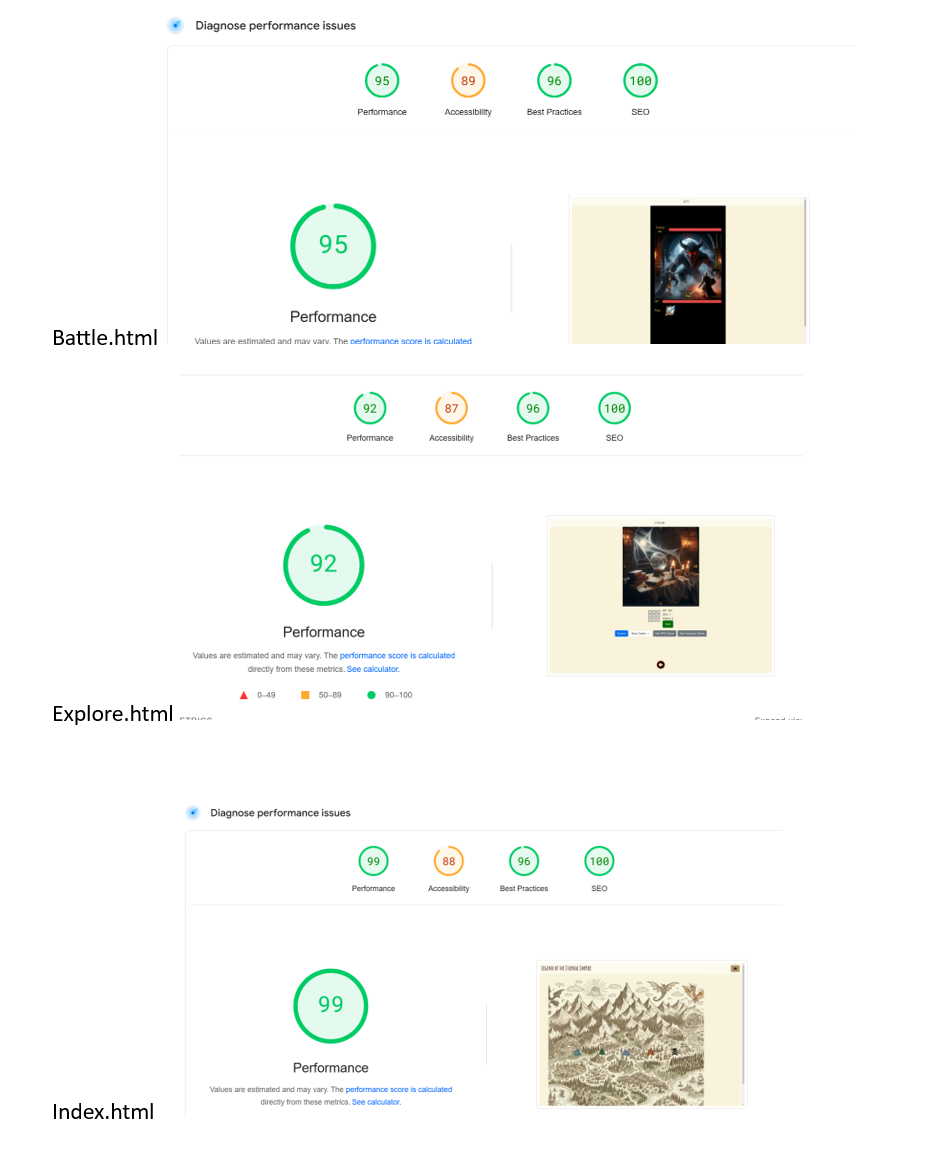 Diagnose performance issues
95 89 96 100
Performance Accessibility Best Practices SEO
95
Performance
Values are estimated and may vary. The performance score is calculated
Battle.html
92 87 96 100
Performance Accessibility Best Practices SEO
92
Performance
Values are estimated and may vary. The performance score is calculated
directly from these metrics. See calculator.
0–49 50–89 90–100
Explore.html
Diagnose performance issues
99 88 96 100
Performance Accessibility Best Practices SEO
99
Performance
Legend of the Eternal Empire
Values are estimated and may vary. The performance score is calculated
directly from these metrics. See calculator.
Index.html